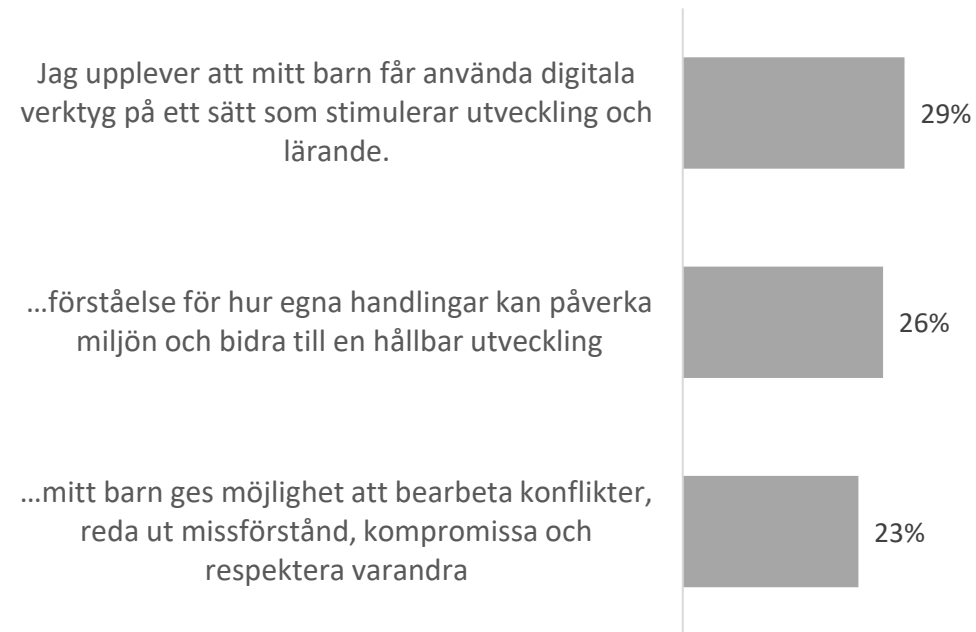 Jag upplever att mitt barn får använda digitala
verktyg på ett sätt som stimulerar utveckling och
lärande.
29%
…förståelse för hur egna handlingar kan påverka
miljön och bidra till en hållbar utveckling
26%
…mitt barn ges möjlighet att bearbeta konflikter,
reda ut missförstånd, kompromissa och
respektera varandra
23%